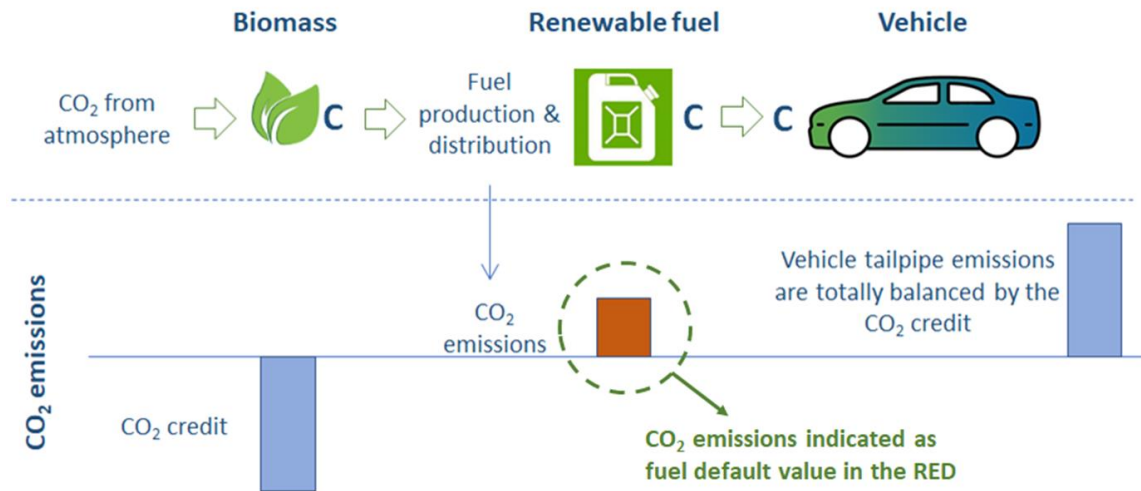 Biomass
Renewable fuel
Vehicle
CO₂ from
atmosphere
C
Fuel
production &
distribution
C
C
CO₂ emissions
CO₂ credit
CO₂
emissions
Vehicle tailpipe emissions
are totally balanced by the
CO₂ credit
CO₂ emissions indicated as
fuel default value in the RED